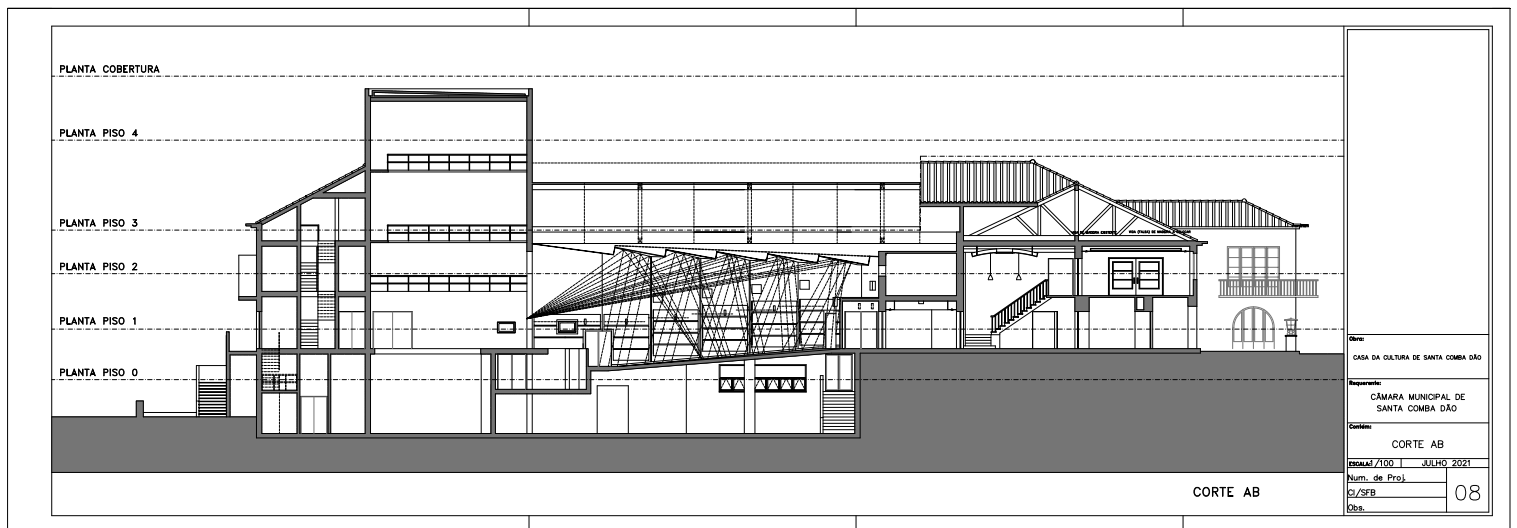 PLANTA COBERTURA
PLANTA PISO 4
PLANTA PISO 3
PLANTA PISO 2
PLANTA PISO 1
PLANTA PISO 0
CORTE AB
Obra:
CASA DA CULTURA DE SANTA COMBA DÃO
Requerente:
CÂMARA MUNICIPAL DE
SANTA COMBA DÃO
Contém:
CORTE AB
ESCALA:1/100 JULHO 2021
Num. de Proj.
CI/SFB
08
Obs.